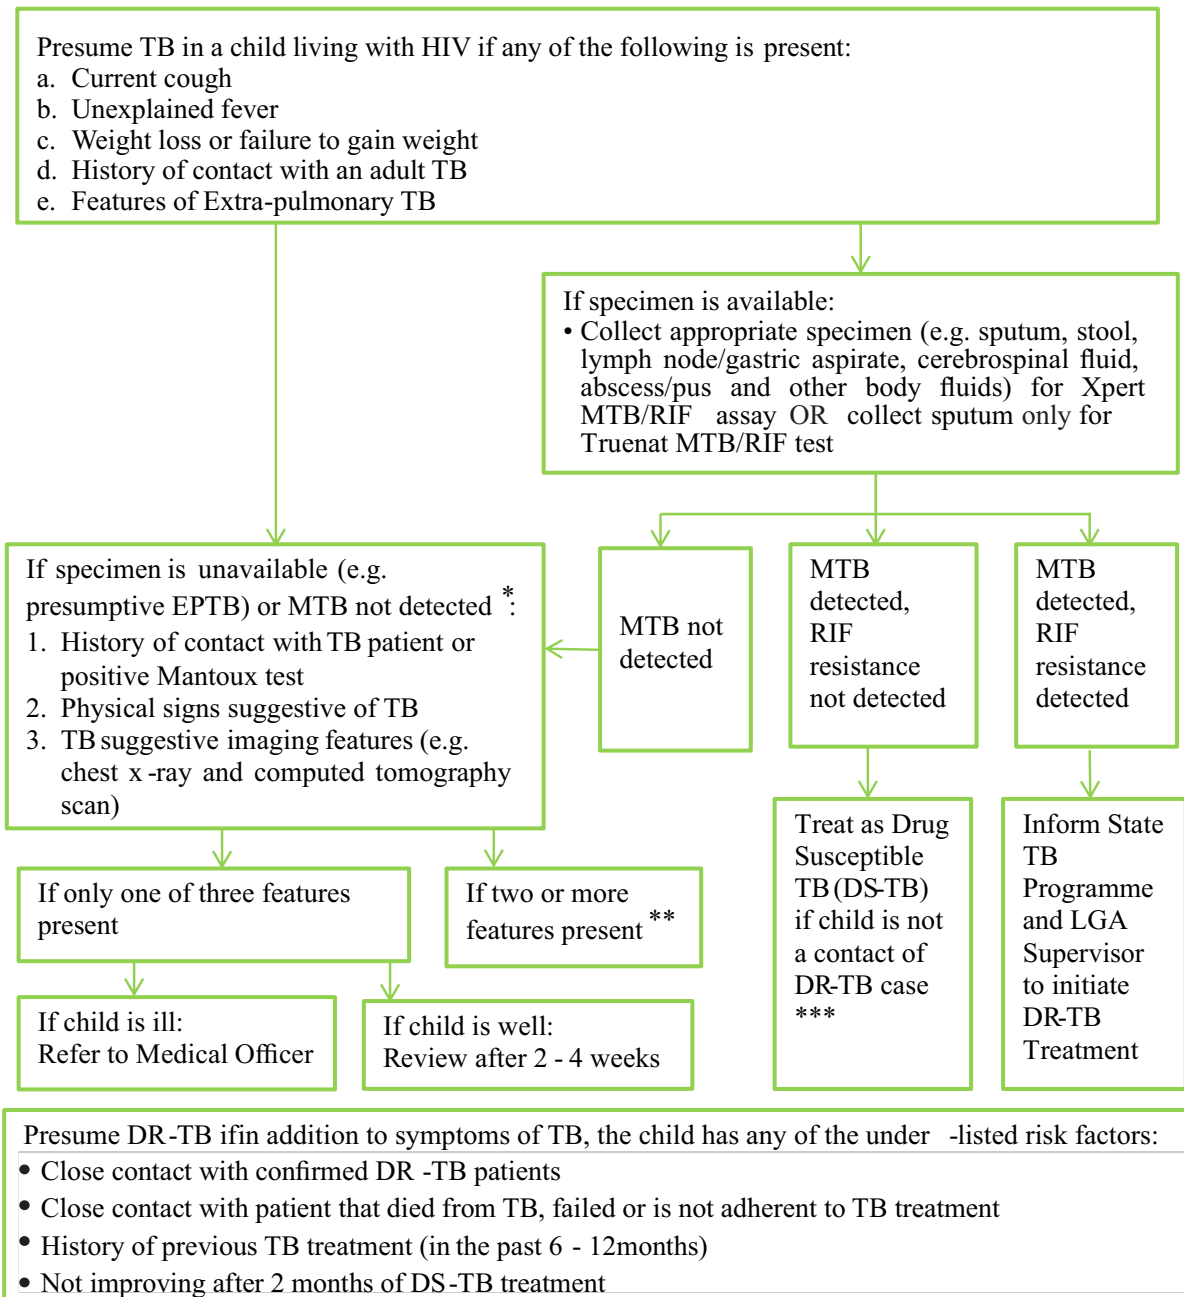 Presume TB in a child living with HIV if any of the following is present:
a. Current cough
b. Unexplained fever
c. Weight loss or failure to gain weight
d. History of contact with an adult TB
e. Features of Extra-pulmonary TB
If specimen is available:
• Collect appropriate specimen (e.g. sputum, stool,
lymph node/gastric aspirate, cerebrospinal fluid,
abscess/pus and other body fluids) for Xpert
MTB/RIF assay OR collect sputum only for
Truenat MTB/RIF test
If specimen is unavailable (e.g.
presumptive EPTB) or MTB not detected *:
1. History of contact with TB patient or
positive Mantoux test
2. Physical signs suggestive of TB
3. TB suggestive imaging features (e.g.
chest x-ray and computed tomography
scan)
MTB not
detected
MTB
detected,
RIF
resistance
not detected
MTB
detected,
RIF
resistance
detected
If only one of three features
present
If two or more
features present **
If child is ill:
Refer to Medical Officer
If child is well:
Review after 2 - 4 weeks
Treat as Drug
Susceptible
TB (DS-TB)
if child is not
a contact of
DR-TB case
***
Inform State
TB
Programme
and LGA
Supervisor
to initiate
DR-TB
Treatment
Presume DR-TB ifin addition to symptoms of TB, the child has any of the under -listed risk factors:
• Close contact with confirmed DR -TB patients
• Close contact with patient that died from TB, failed or is not adherent to TB treatment
• History of previous TB treatment (in the past 6 - 12months)
• Not improving after 2 months of DS-TB treatment